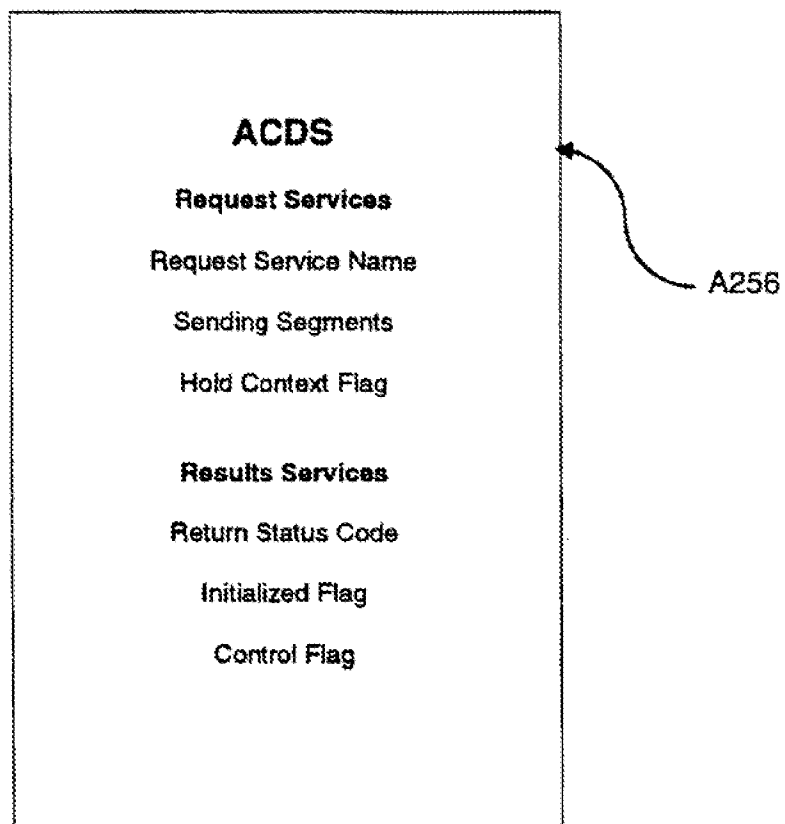 ACDS
Request Services
Request Service Name
Sending Segments
Hold Context Flag
Results Services
Return Status Code
Initialized Flag
Control Flag
A256